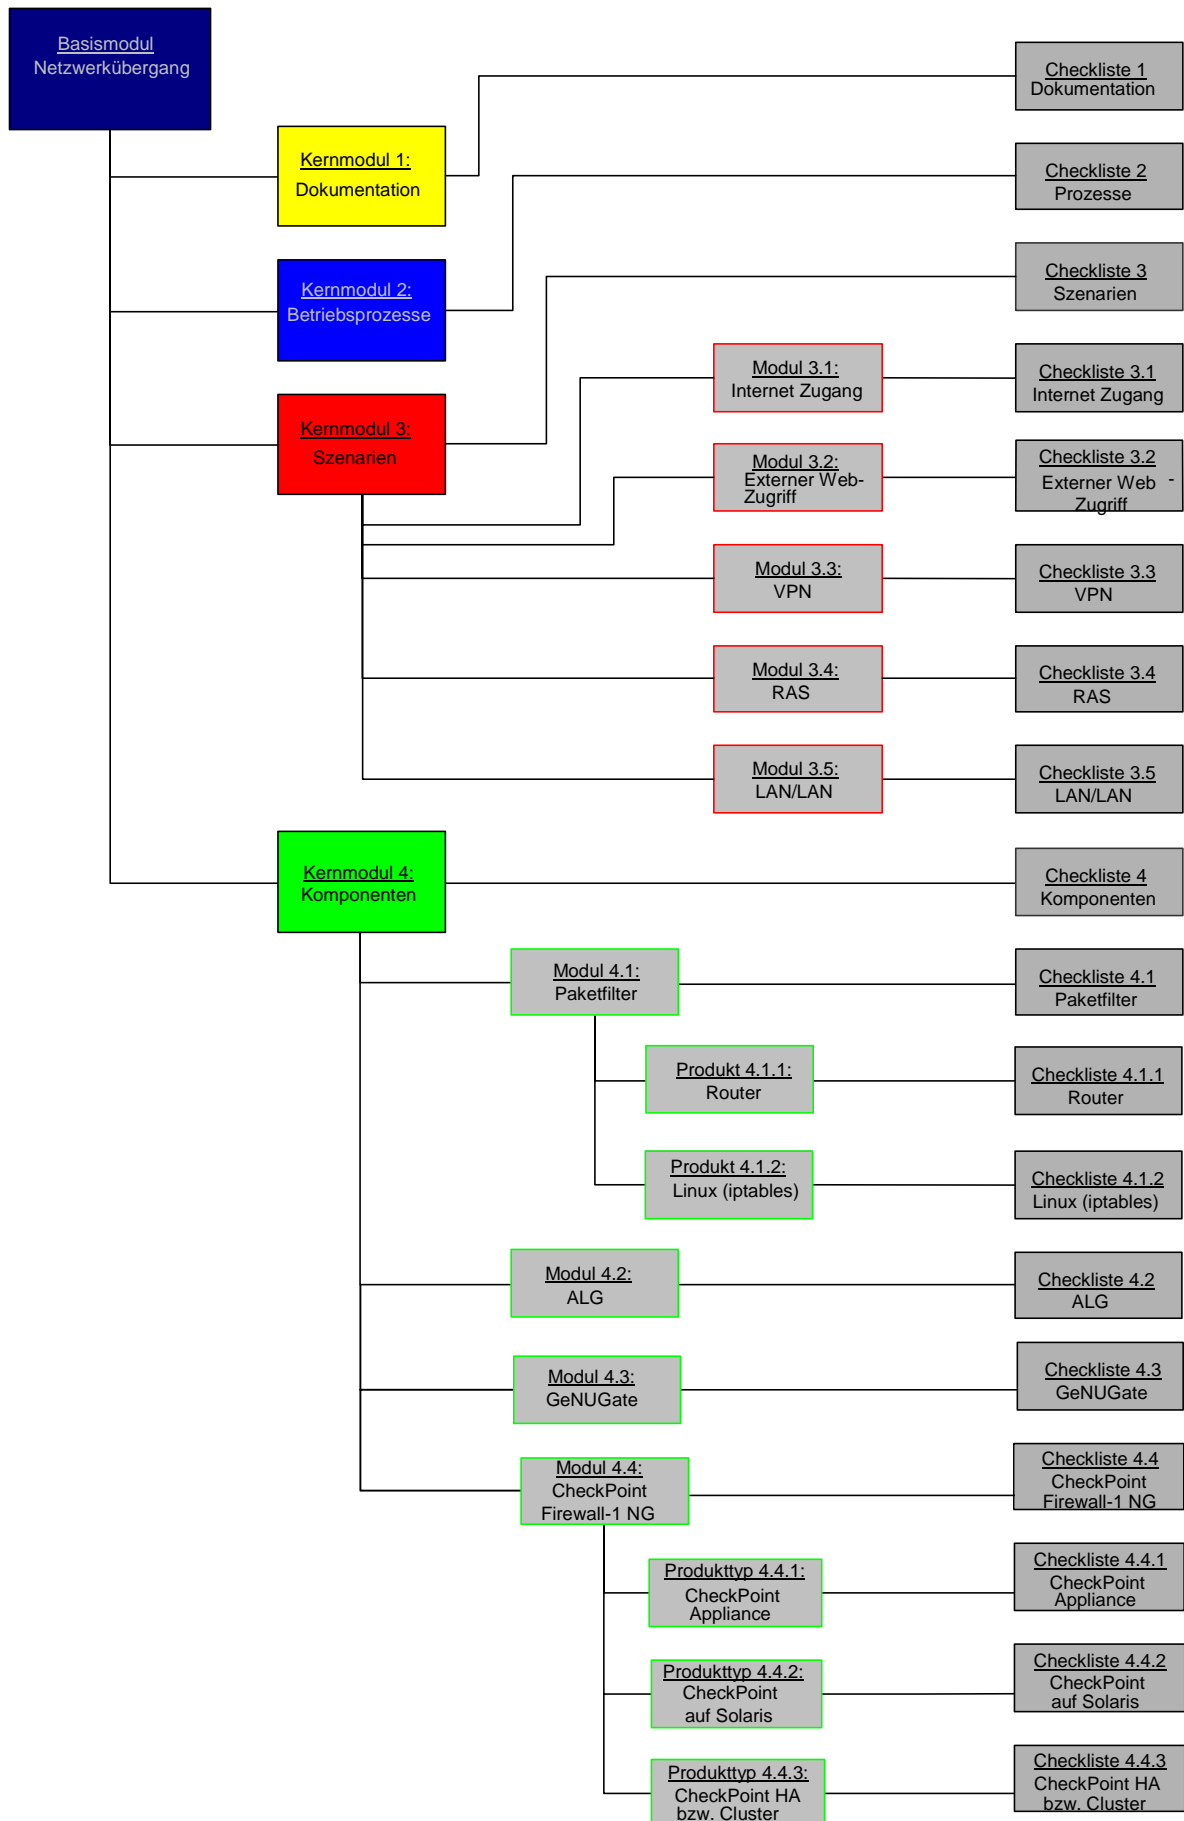 Basismodul
Netzwerkübergang
Checkliste 1
Dokumentation
Kernmodul 1:
Dokumentation
Checkliste 2
Prozesse
Kernmodul 2:
Betriebsprozesse
Checkliste 3
Szenarien
Modul 3.1:
Internet Zugang
Checkliste 3.1
Internet Zugang
Kernmodul 3:
Szenarien
Modul 3.2:
Externer Web-
Zugriff
Checkliste 3.2
Externer Web -
Zugriff
Modul 3.3:
VPN
Checkliste 3.3
VPN
Modul 3.4:
RAS
Checkliste 3.4
RAS
Modul 3.5:
LAN/LAN
Checkliste 3.5
LAN/LAN
Kernmodul 4:
Komponenten
Checkliste 4
Komponenten
Modul 4.1:
Paketfilter
Checkliste 4.1
Paketfilter
Produkt 4.1.1:
Router
Checkliste 4.1.1
Router
Produkt 4.1.2:
Linux (iptables)
Checkliste 4.1.2
Linux (iptables)
Modul 4.2:
ALG
Checkliste 4.2
ALG
Modul 4.3:
GeNUGate
Checkliste 4.3
GeNUGate
Modul 4.4:
CheckPoint
Firewall-1 NG
Checkliste 4.4
CheckPoint
Firewall-1 NG
Produkttyp 4.4.1:
CheckPoint
Appliance
Checkliste 4.4.1
CheckPoint
Appliance
Produkttyp 4.4.2:
CheckPoint
auf Solaris
Checkliste 4.4.2
CheckPoint
auf Solaris
Produkttyp 4.4.3:
CheckPoint HA
bzw. Cluster
Checkliste 4.4.3
CheckPoint HA
bzw. Cluster